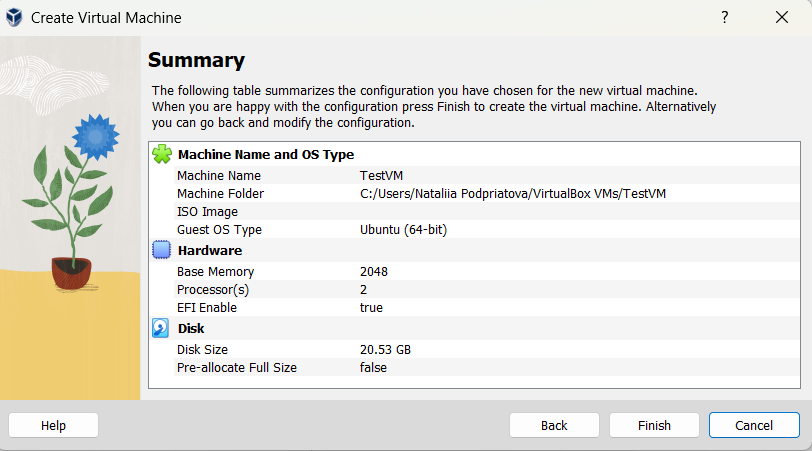 Create Virtual Machine
?
Summary
The following table summarizes the configuration you have chosen for the new virtual machine.
When you are happy with the configuration press Finish to create the virtual machine. Alternatively
you can go back and modify the configuration.
Machine Name and OS Type
Machine Name TestVM
Machine Folder C:/Users/Nataliia Podpriatova/VirtualBox VMs/TestVM
ISO Image
Guest OS Type Ubuntu (64-bit)
Hardware
Base Memory 2048
Processor(s) 2
EFI Enable true
Disk
Disk Size 20.53 GB
Pre-allocate Full Size false
Help Back Finish Cancel